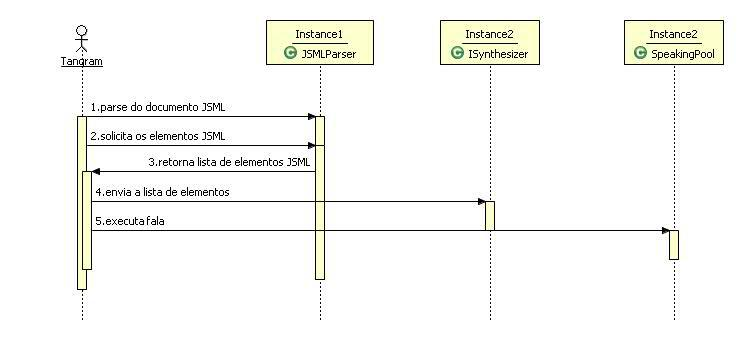 Instance1
JSMLParser
Instance2
ISynthesizer
Instance2
SpeakingPool
Tangram
1.parse do documento JSML
2.solicita os elementos JSML
3.retorna lista de elementos JSML
4.envia a lista de elementos
5.executa fala